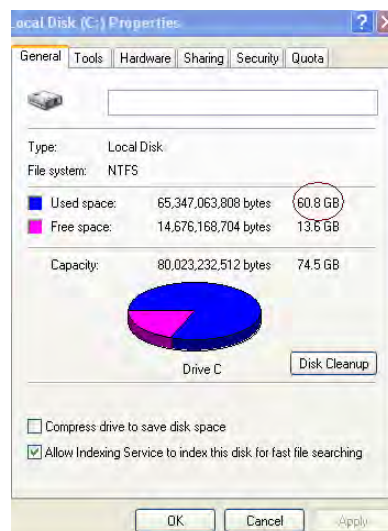 ocal Disk (C:) Properties
General Tools Hardware Sharing Security Quota
Type: Local Disk
File system: NTFS
Used space: 65,347,063,808 bytes 60.8 GB
Free space: 14,676,168,704 bytes 13.6 GB
Capacity: 80,023,232,512 bytes 74.5 GB
Drive C
Disk Cleanup
Compress drive to save disk space
Allow Indexing Service to index this disk for fast file searching
OK Cancel Apply